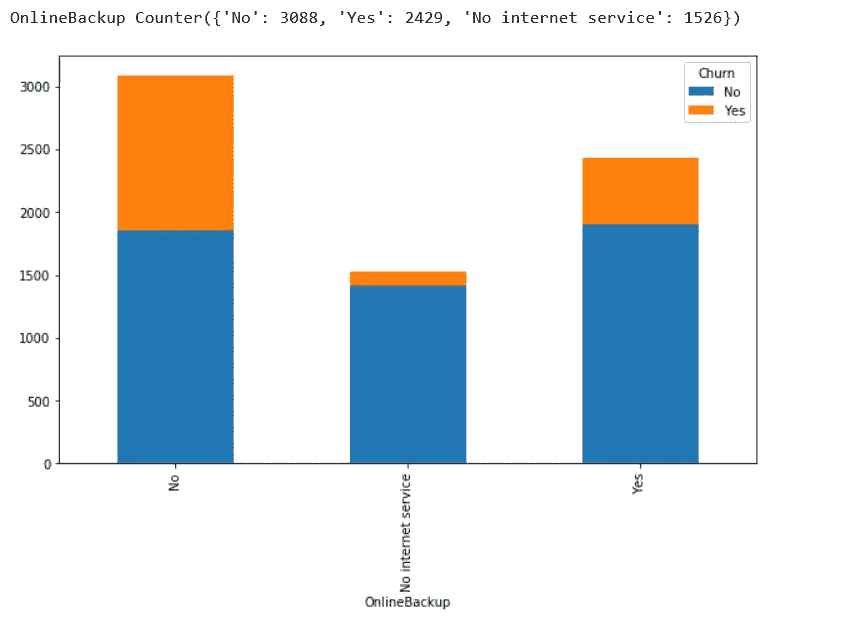 OnlineBackup Counter({'No': 3088, 'Yes': 2429, 'No internet service': 1526})
Churn
No
Yes
3000
2500
2000
1500
1000
500
0
No
No internet service
Yes
OnlineBackup